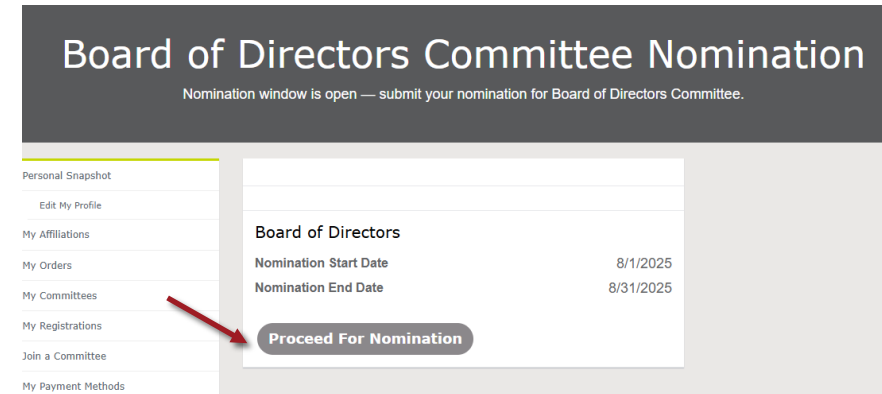 Board of Directors Committee Nomination
Nomination window is open — submit your nomination for Board of Directors Committee.
Personal Snapshot
Edit My Profile
My Affiliations
My Orders
My Committees
My Registrations
Join a Committee
My Payment Methods
Board of Directors
Nomination Start Date 8/1/2025
Nomination End Date 8/31/2025
Proceed For Nomination